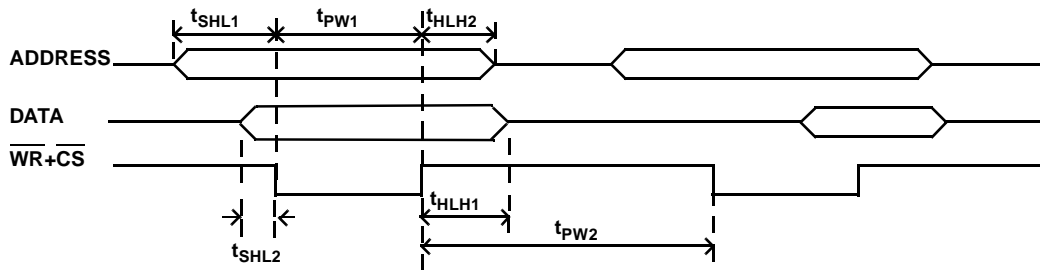 tSHL1 tPW1 tHLH2
ADDRESS
DATA
WR+CS
tHLH1
tSHL2
tPW2